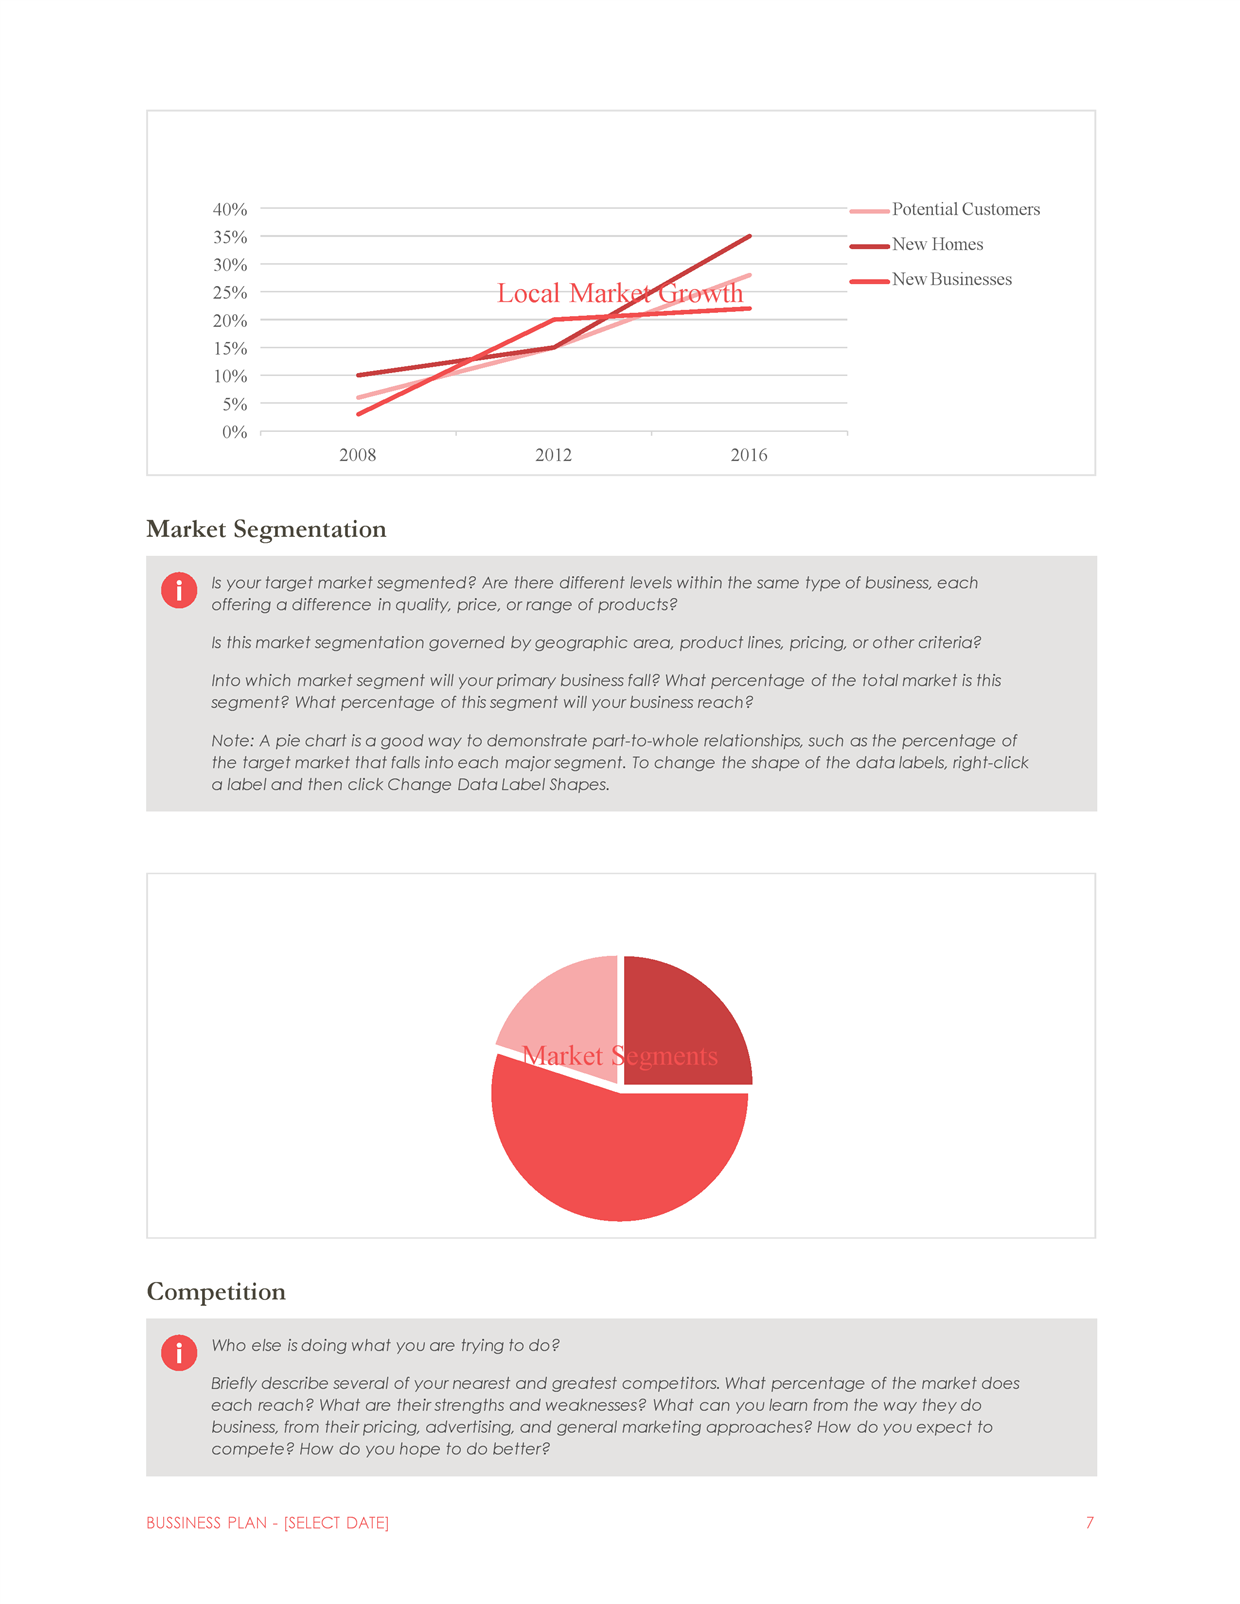 40%
35%
30%
25%
20%
15%
10%
5%
0%
Local Market Growth
2008 2012 2016
Potential Customers
New Homes
New Businesses
Market Segmentation
i
Is your target market segmented? Are there different levels within the same type of business, each
offering a difference in quality, price, or range of products?
Is this market segmentation governed by geographic area, product lines, pricing, or other criteria?
Into which market segment will your primary business fall? What percentage of the total market is this
segment? What percentage of this segment will your business reach?
Note: A pie chart is a good way to demonstrate part-to-whole relationships, such as the percentage of
the target market that falls into each major segment. To change the shape of the data labels, right-click
a label and then click Change Data Label Shapes.
Market Segments
Competition
i
Who else is doing what you are trying to do?
Briefly describe several of your nearest and greatest competitors. What percentage of the market does
each reach? What are their strengths and weaknesses? What can you learn from the way they do
business, from their pricing, advertising, and general marketing approaches? How do you expect to
compete? How do you hope to do better?
BUSSINESS PLAN - [SELECT DATE] 7